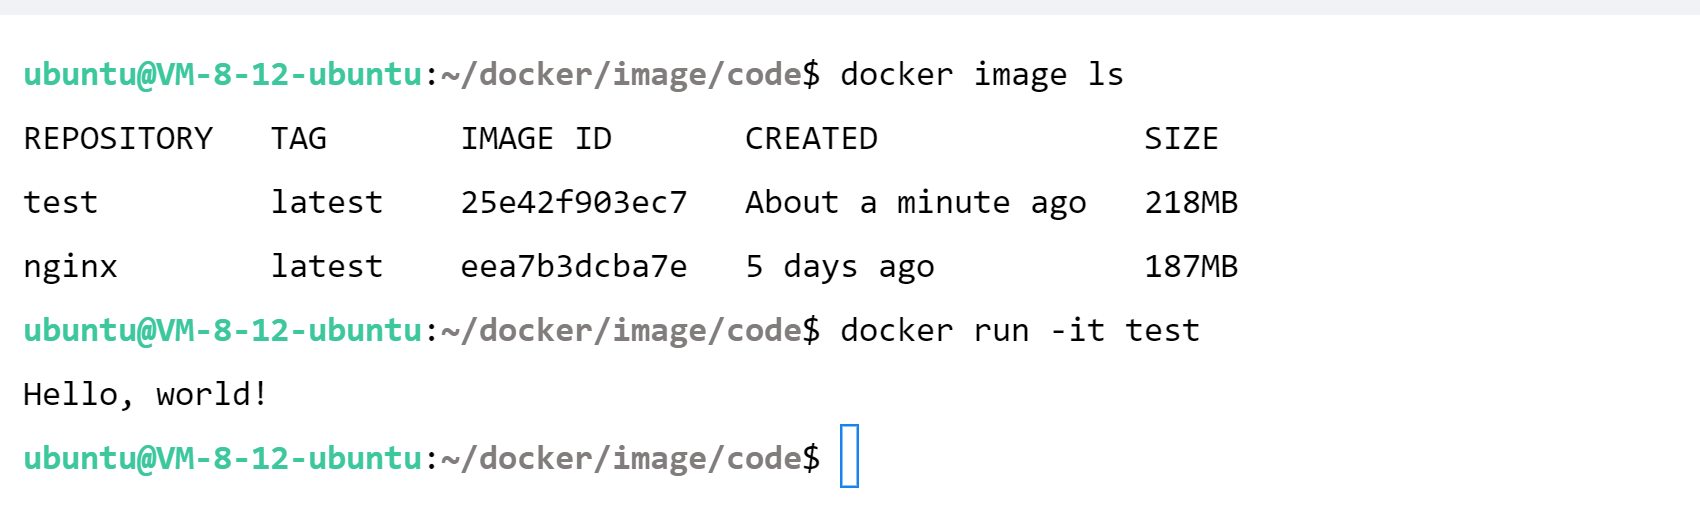 ubuntu@VM-8-12-ubuntu:~/docker/image/code$ docker image ls
REPOSITORY   TAG       IMAGE ID       CREATED              SIZE
test         latest    25e42f903ec7   About a minute ago   218MB
nginx        latest    eea7b3dcba7e   5 days ago           187MB
ubuntu@VM-8-12-ubuntu:~/docker/image/code$ docker run -it test
Hello, world!
ubuntu@VM-8-12-ubuntu:~/docker/image/code$